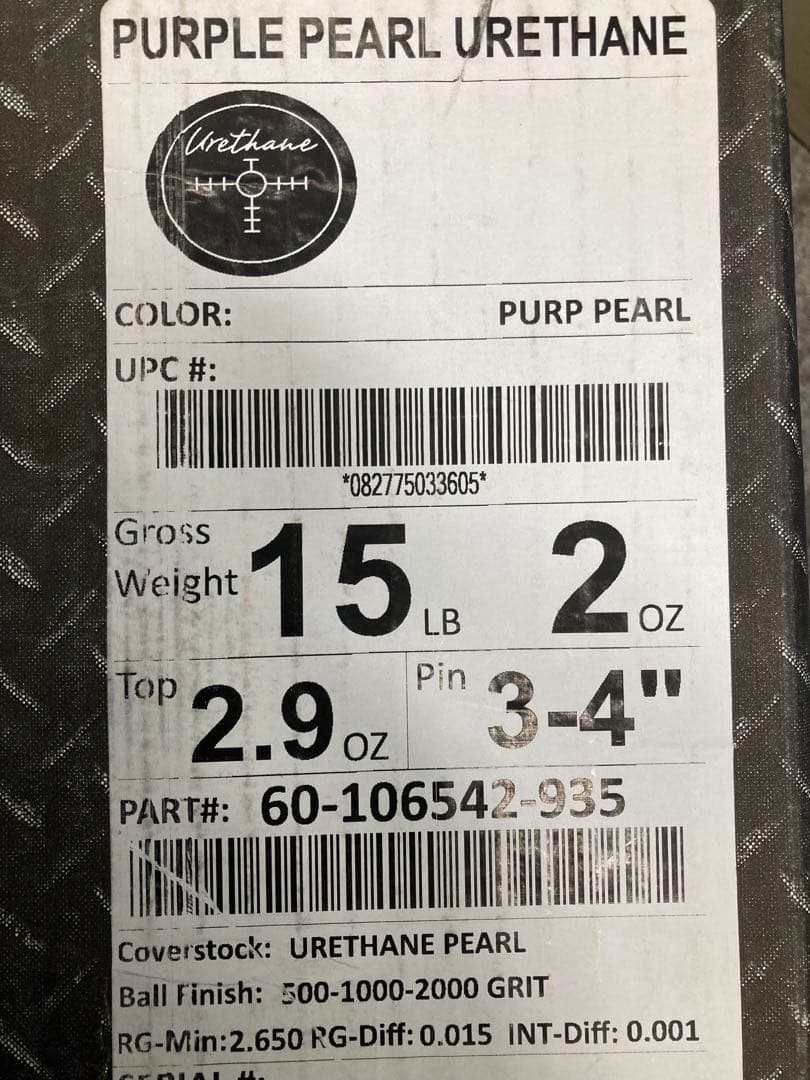 PURPLE PEARL URETHANE
Urethane
COLOR: PURP PEARL
UPC #:
*082775033605*
Gross
Weight 15 LB 2 OZ
Top 2.9 OZ Pin 3-4"
PART#: 60-106542-935
Coverstock: URETHANE PEARL
Ball Finish: 500-1000-2000 GRIT
RG-Min:2.650 RG-Diff: 0.015 INT-Diff: 0.001
SERIAL #: